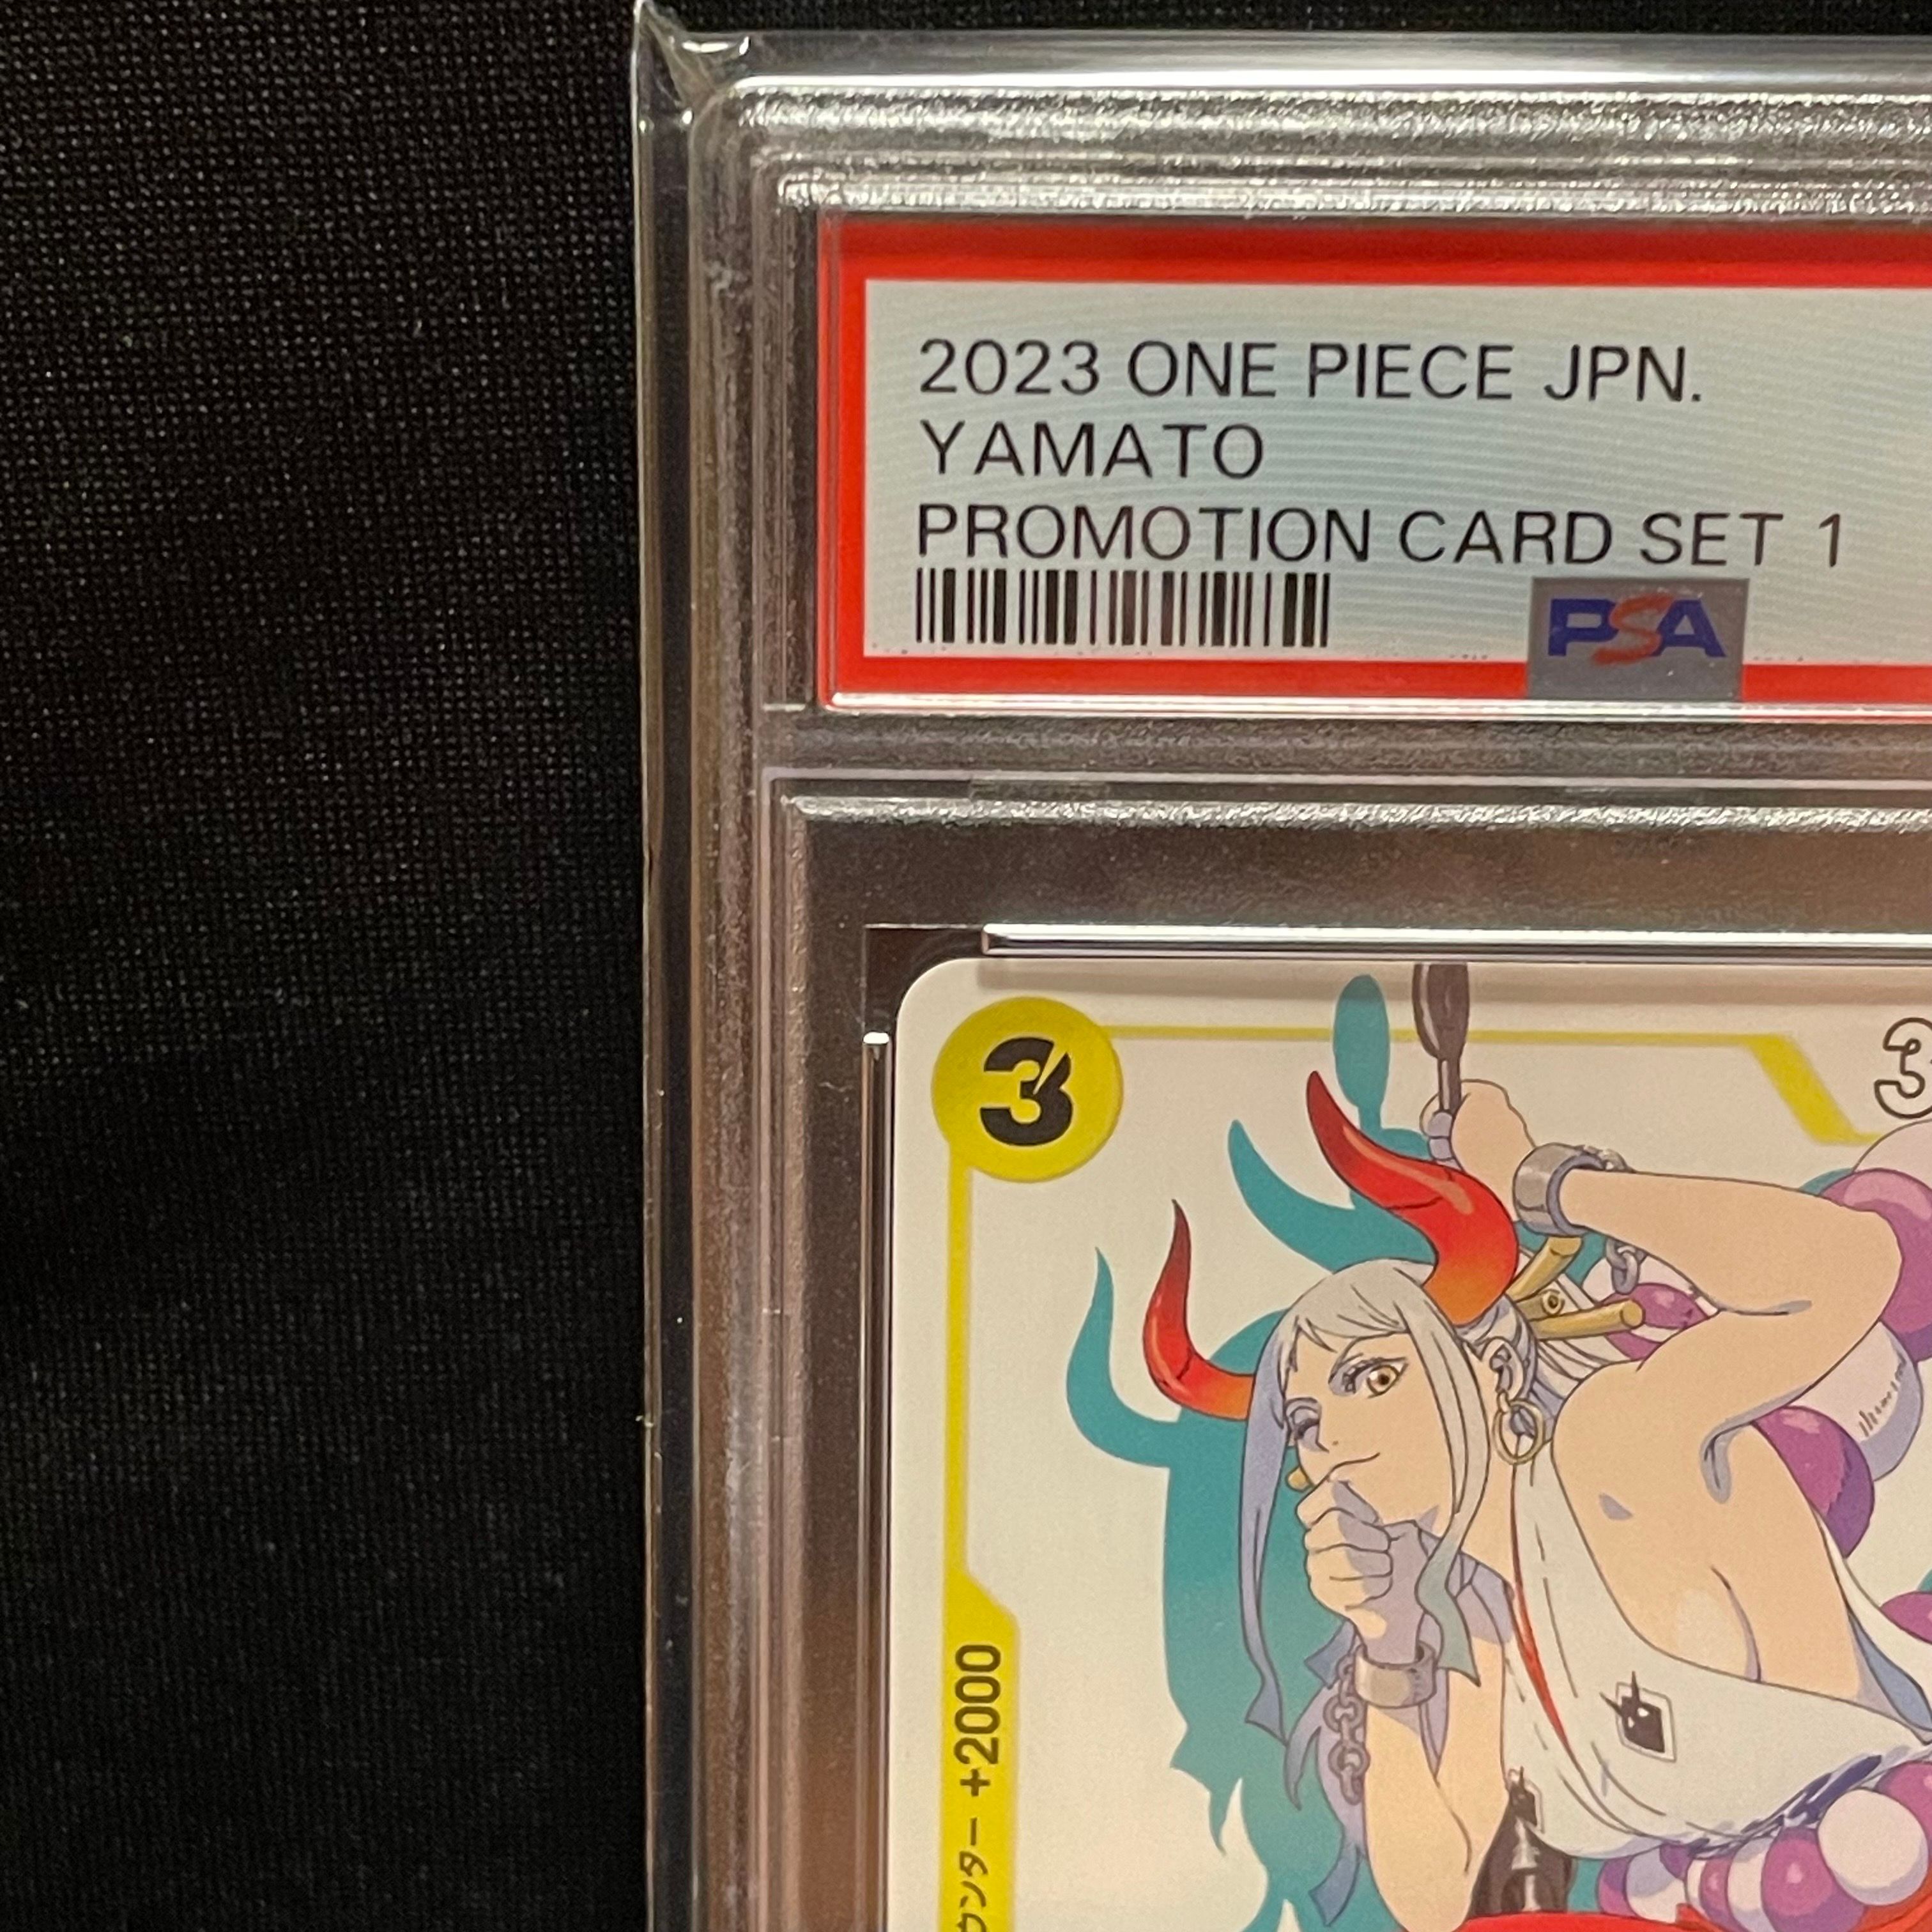 2023 ONE PIECE JPN.
YAMATO
PROMOTION CARD SET 1
PSA
3
3
ウンター +2000